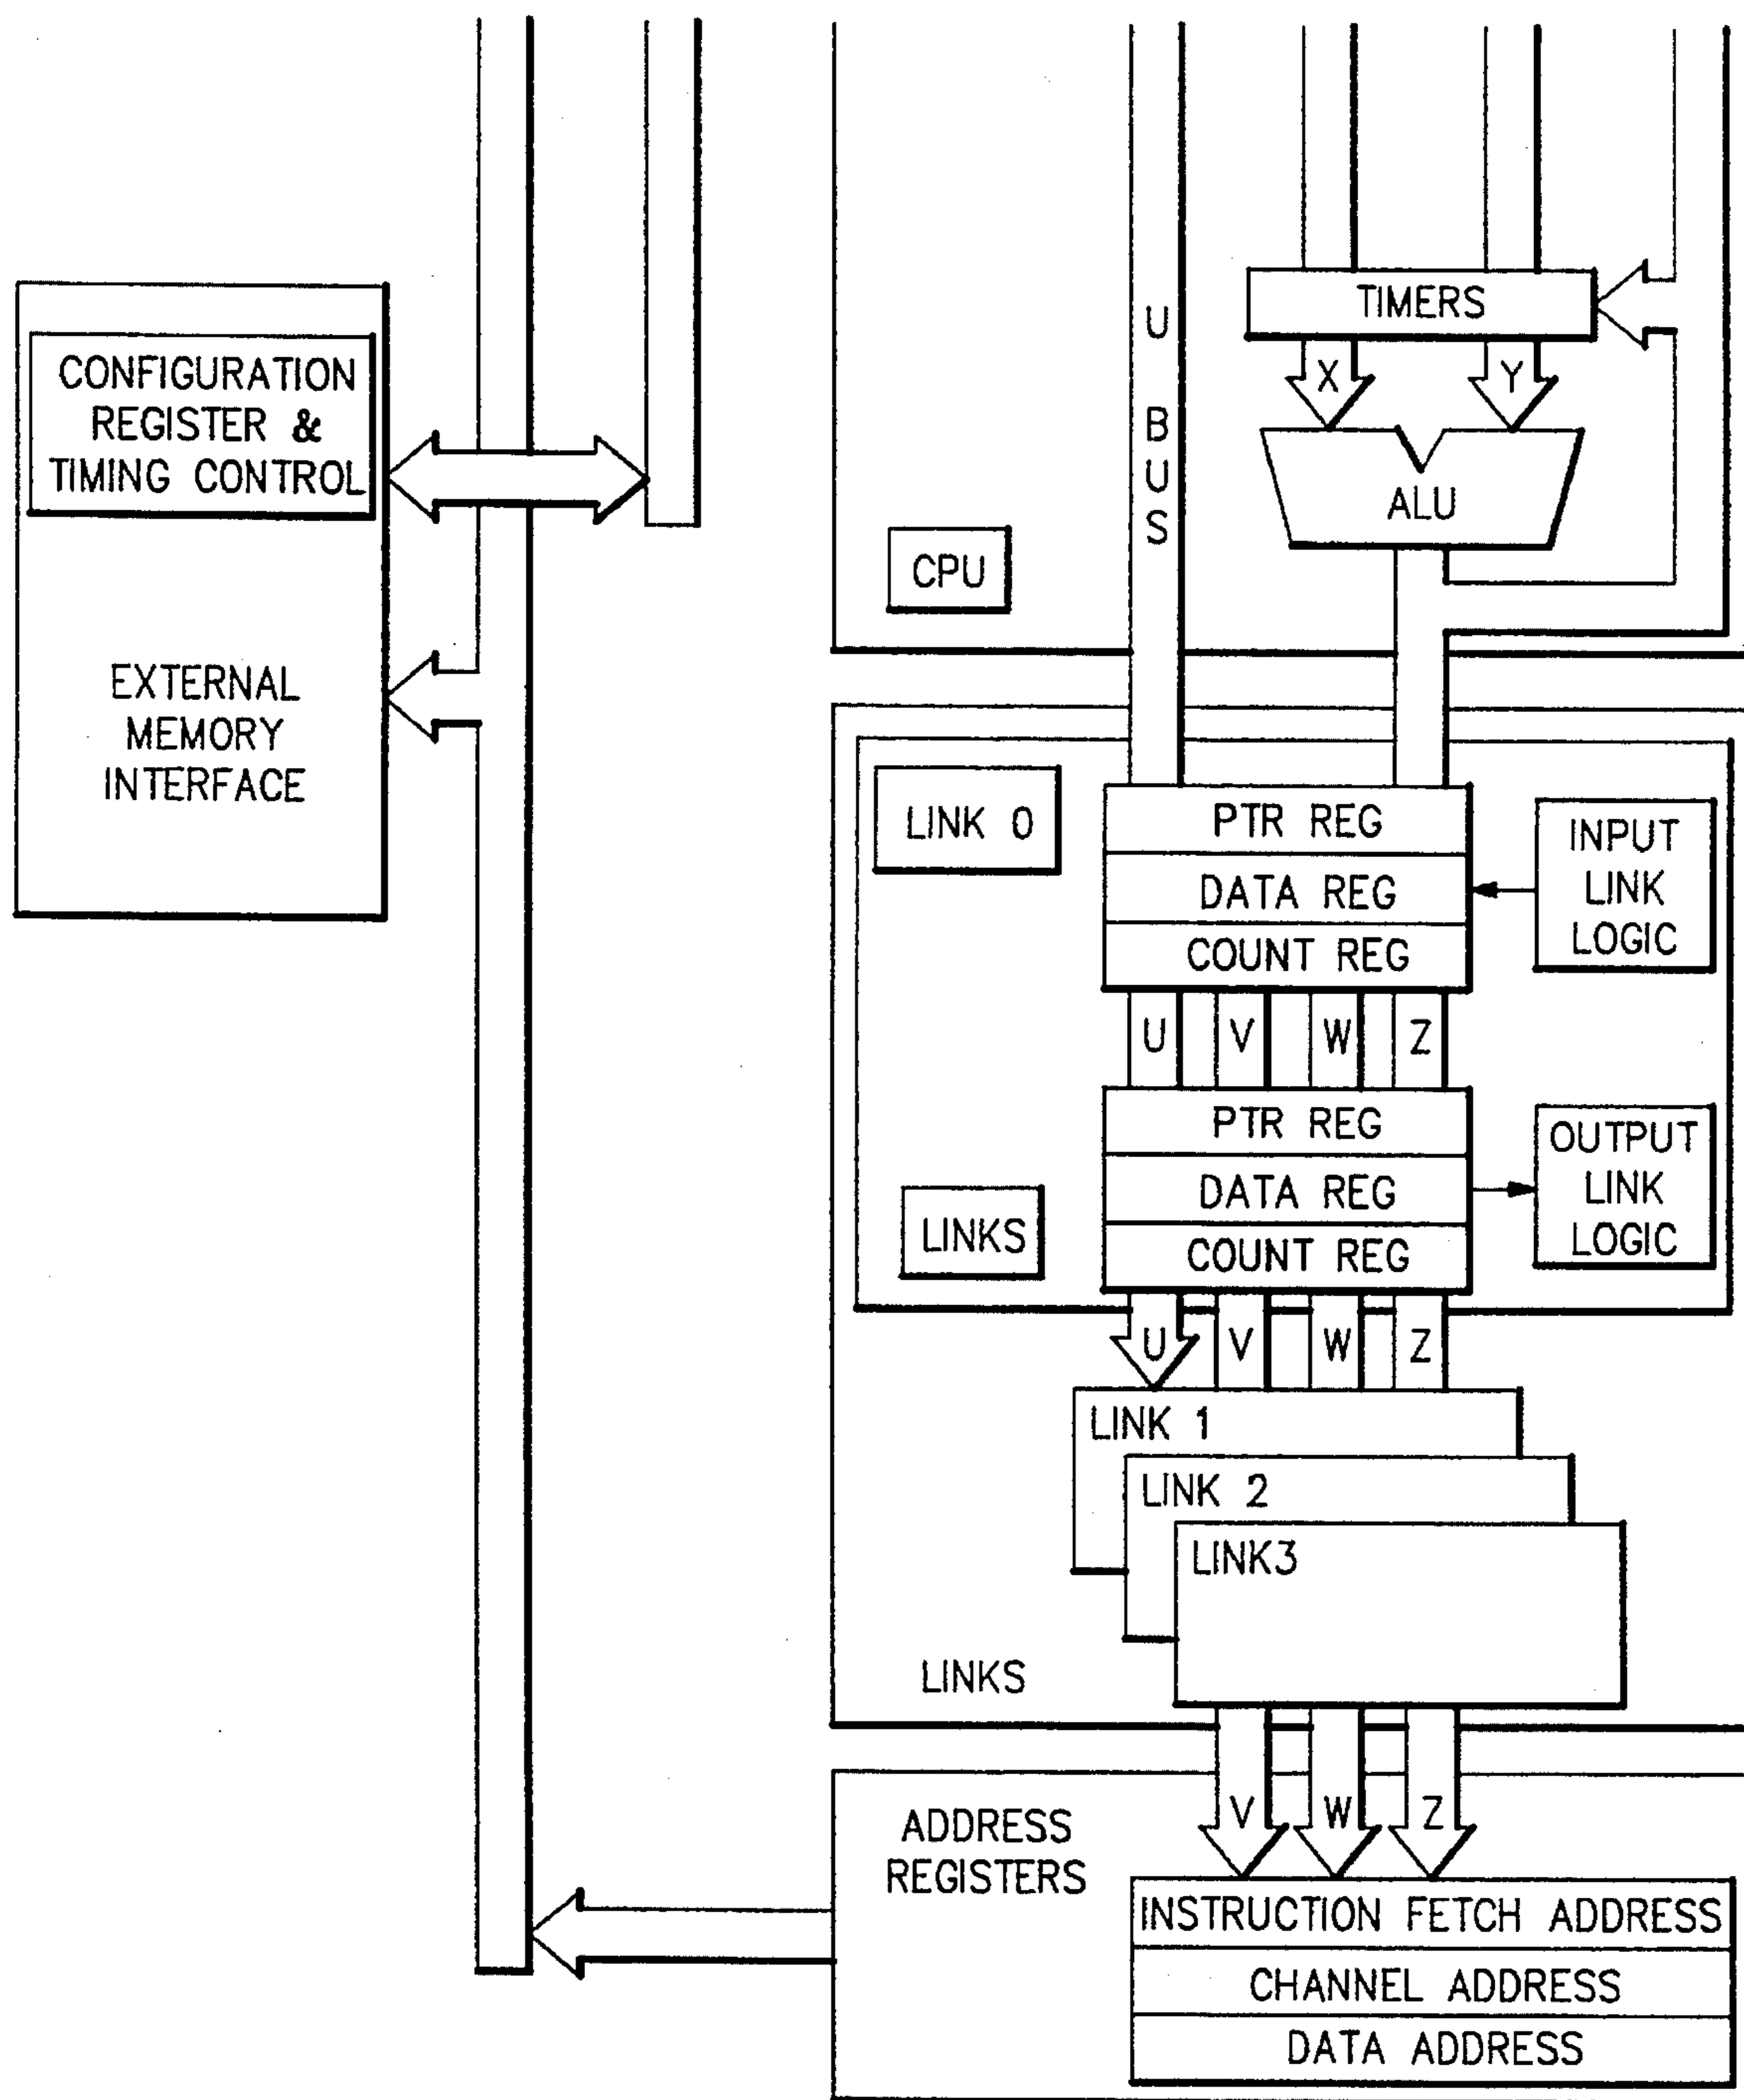 U BUS
TIMERS
X Y
CONFIGURATION
REGISTER &
TIMING CONTROL
ALU
CPU
EXTERNAL
MEMORY
INTERFACE
LINK 0
PTR REG
DATA REG
COUNT REG
INPUT
LINK
LOGIC
U V W Z
PTR REG
DATA REG
COUNT REG
OUTPUT
LINK
LOGIC
LINKS
U V W Z
LINK 1
LINK 2
LINK3
LINKS
V W Z
ADDRESS
REGISTERS
INSTRUCTION FETCH ADDRESS
CHANNEL ADDRESS
DATA ADDRESS